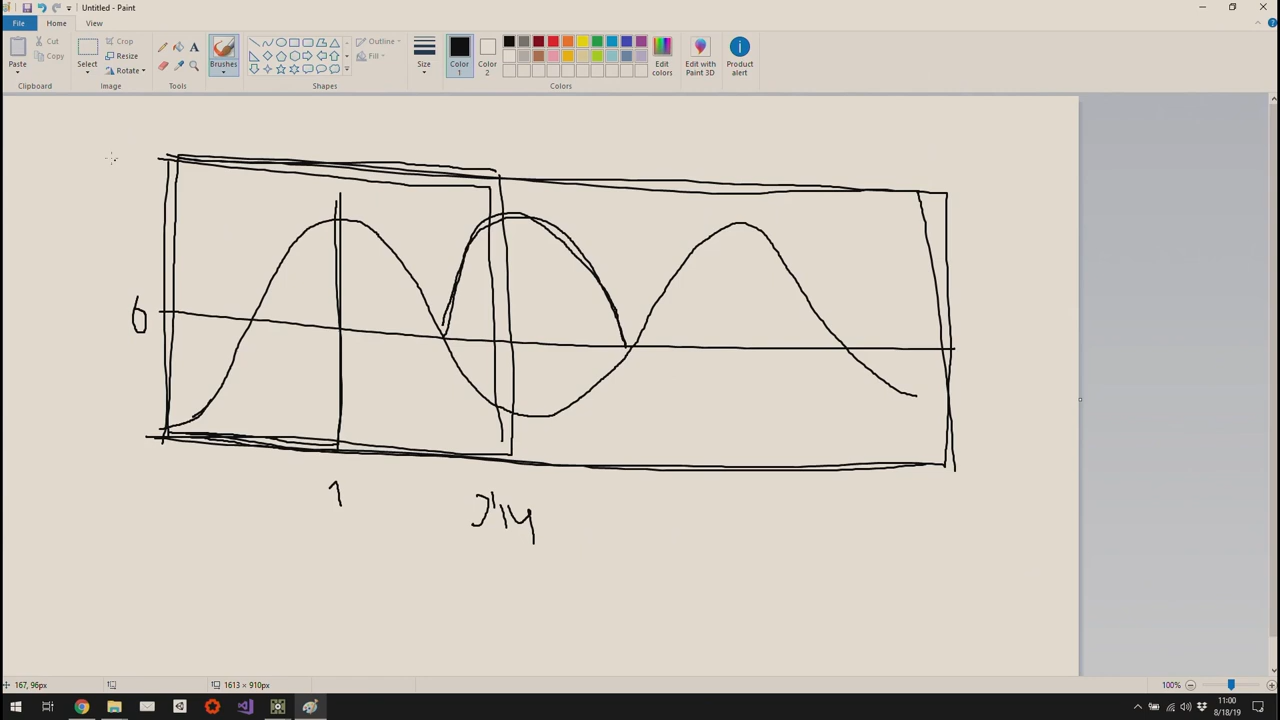 Untitled - Paint
File
Home
View
Paste
Cut
Copy
Clipboard
Select
Crop
Resize
Rotate
Image
Tools
Brushes
Shapes
Outline
Fill
Size
Color 1
Color 2
Edit colors
Colors
Edit with Paint 3D
Product alert
1
3'14
167, 96px
1613 × 910px
100%
11:00
8/18/19